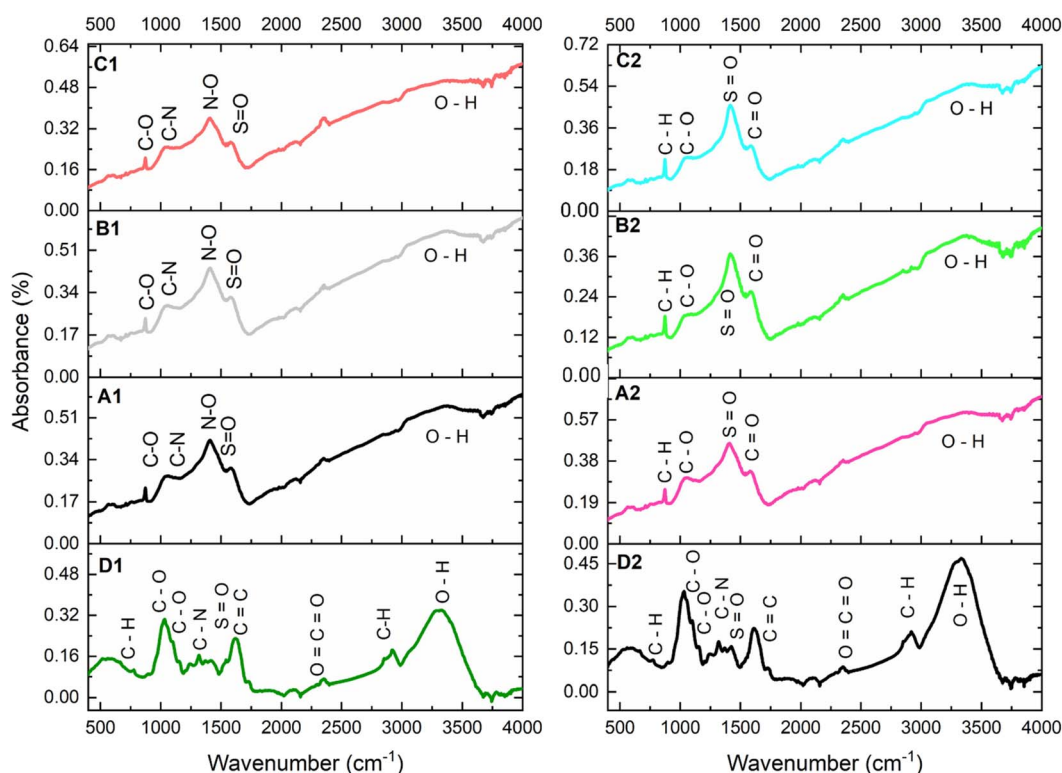 500 1000 1500 2000 2500 3000 3500 4000
500 1000 1500 2000 2500 3000 3500 4000
C1
0.64
0.48
0.32
0.16
0.00
C-O
C-N
N-O
S=O
O - H
C2
0.72
0.54
0.36
0.18
0.00
C - H
C - O
S = O
C = O
O - H
B1
0.51
0.34
0.17
0.00
C-O
C-N
N-O
S=O
O - H
B2
0.36
0.24
0.12
0.00
C - H
C - O
S = O
C = O
O - H
A1
0.51
0.34
0.17
0.00
C-O
C-N
N-O
S=O
O - H
A2
0.57
0.38
0.19
0.00
C - H
C - O
S = O
C = O
O - H
D1
0.48
0.32
0.16
0.00
C - H
C - O
C - O
C - N
S = O
C = C
O = C = O
C-H
O - H
D2
0.45
0.30
0.15
0.00
C - H
C - O
C - O
C - N
S = O
C = C
O = C = O
C - H
O - H
500 1000 1500 2000 2500 3000 3500 4000
500 1000 1500 2000 2500 3000 3500 4000
Absorbance (%)
Wavenumber (cm⁻¹)
Wavenumber (cm⁻¹)